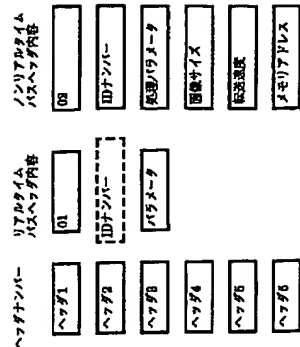 ヘッダナンバー
リアルタイム
パスヘッダ内容
ノンリアルタイム
パスヘッダ内容
ヘッダ1
01
02
ヘッダ2
IDナンバー
IDナンバー
ヘッダ3
パラメータ
処理パラメータ
ヘッダ4
画像サイズ
ヘッダ5
転送速度
ヘッダ6
メモリアドレス